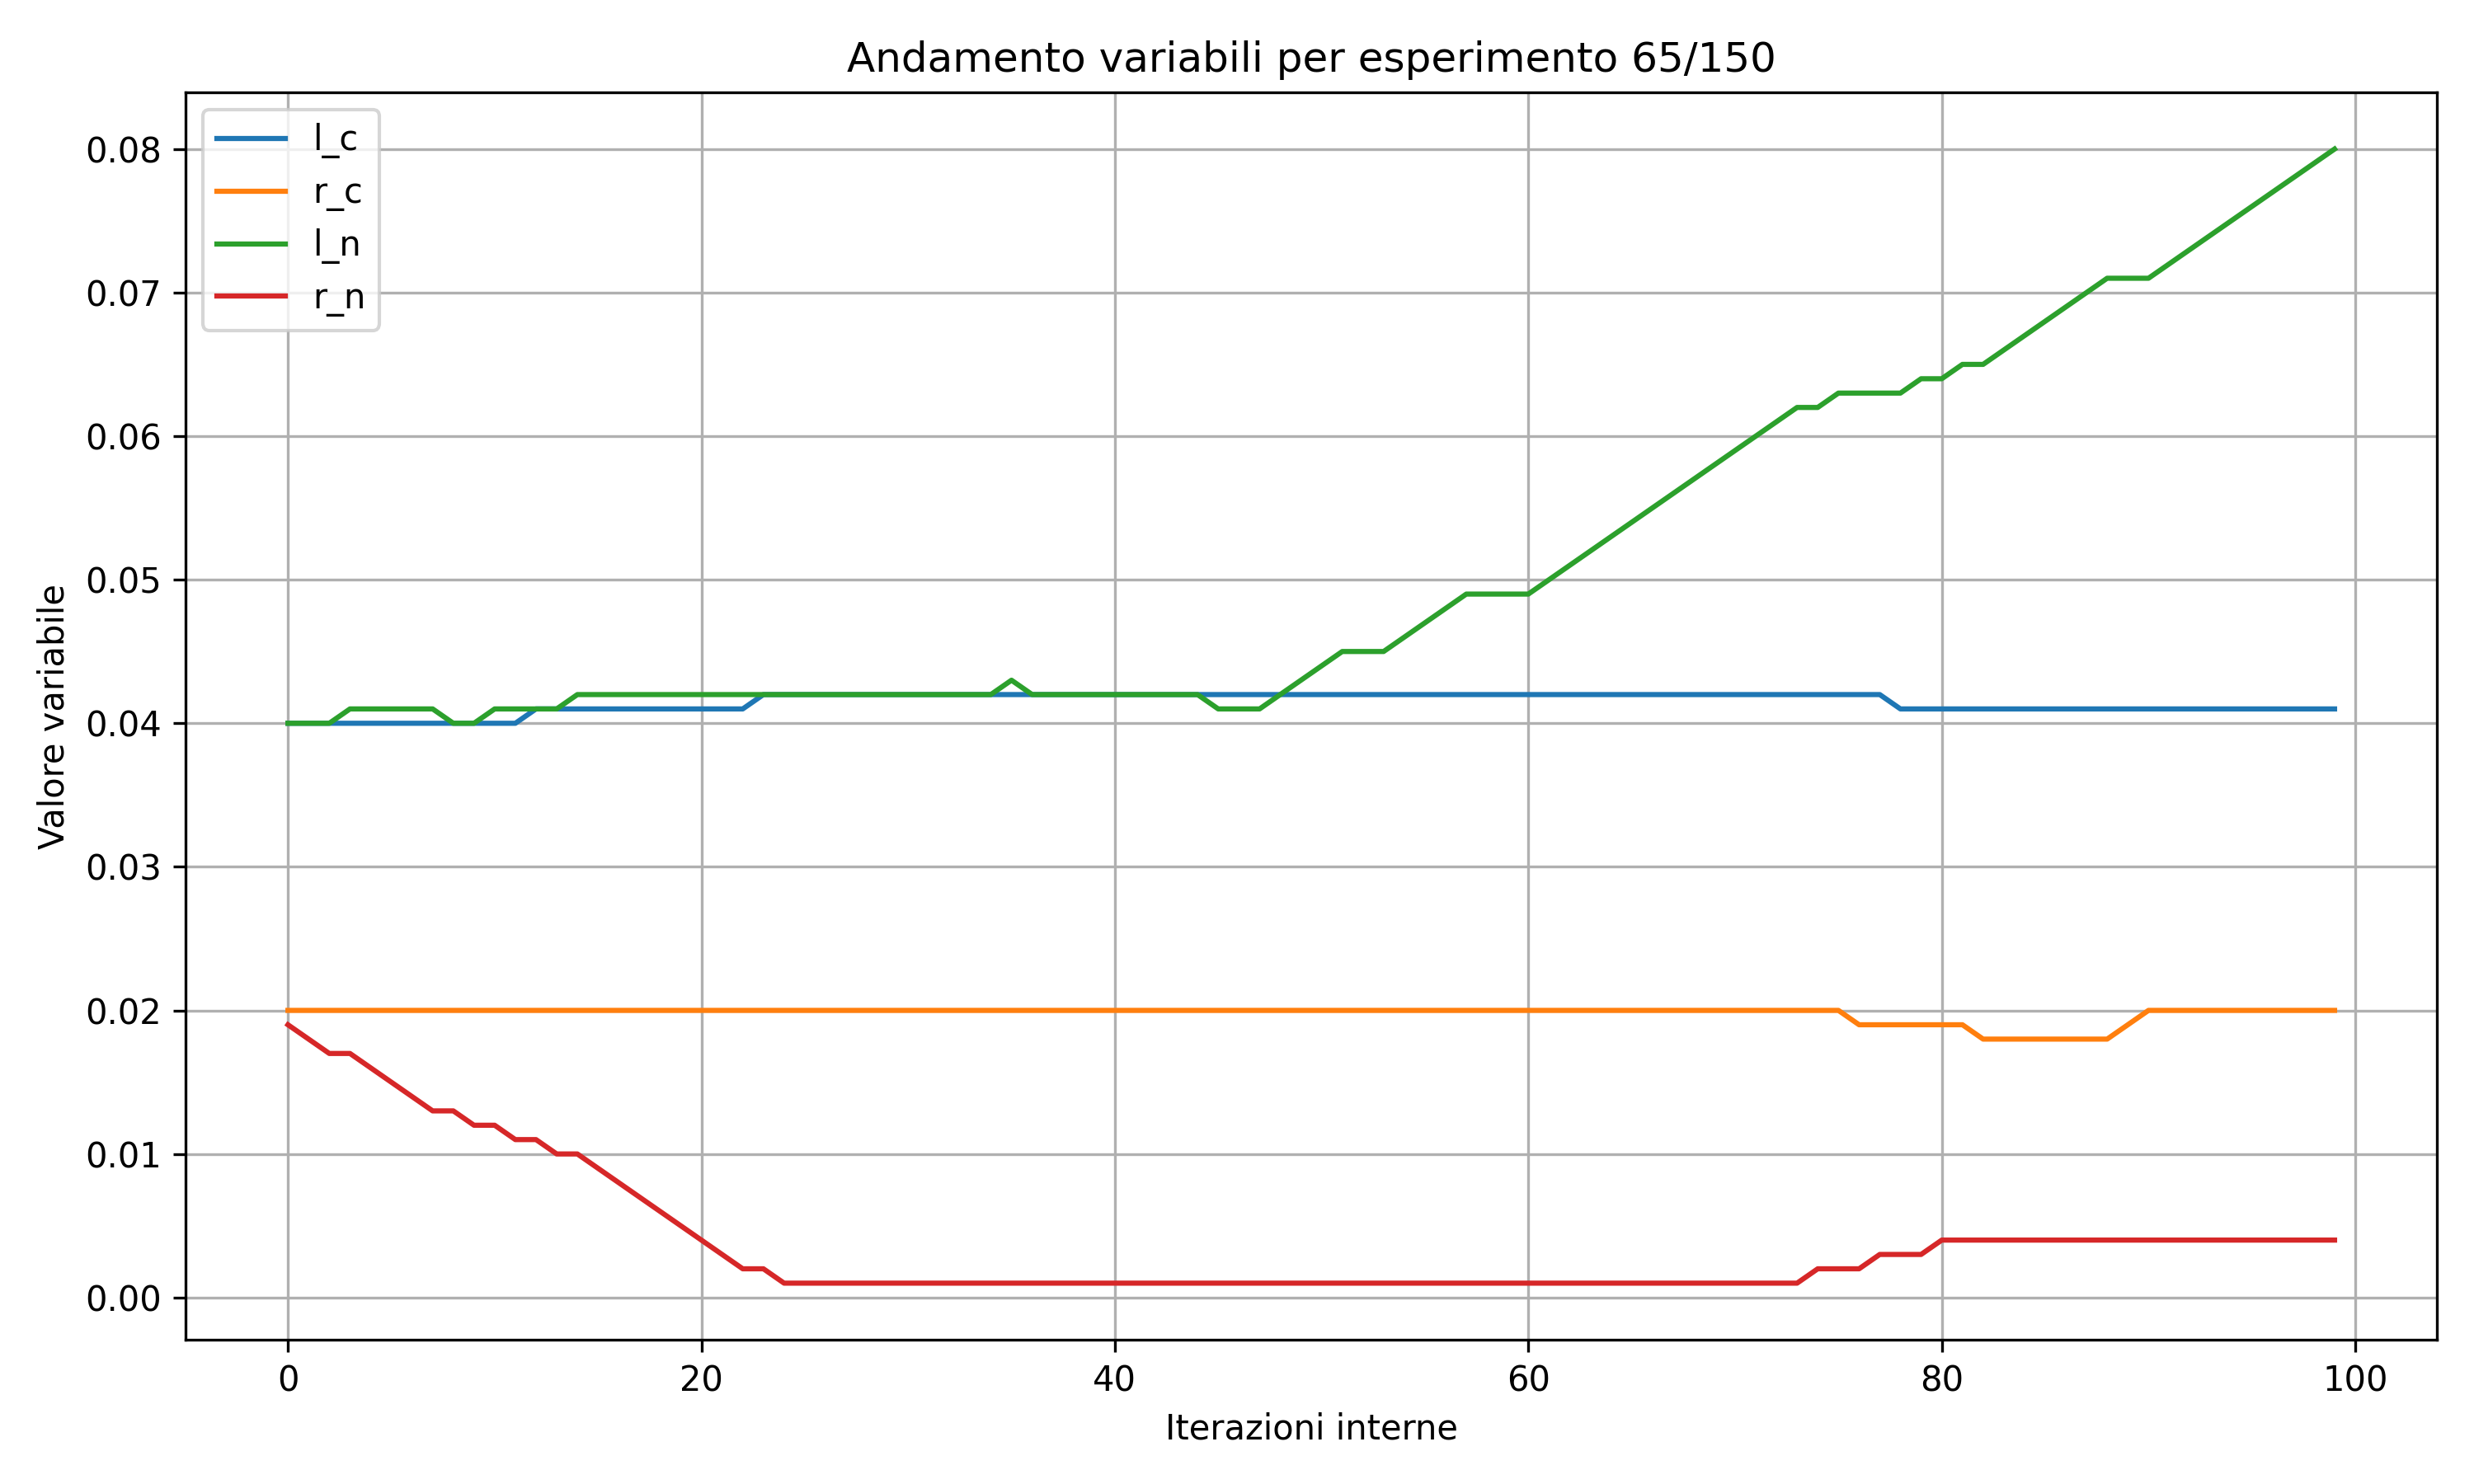 Andamento variabili per esperimento 65/150
l_c
r_c
l_n
r_n
Valore variabile
0.08
0.07
0.06
0.05
0.04
0.03
0.02
0.01
0.00
0 20 40 60 80 100
Iterazioni interne